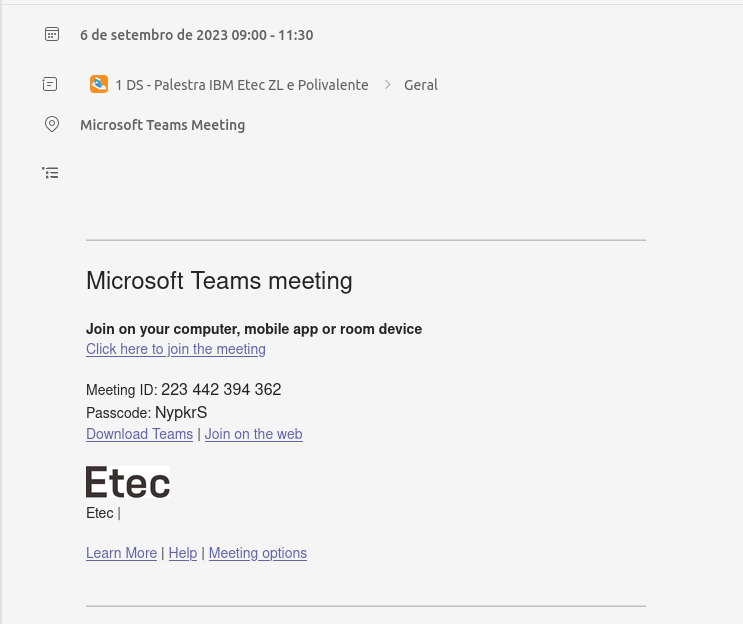 6 de setembro de 2023 09:00 - 11:30
1 DS - Palestra IBM Etec ZL e Polivalente > Geral
Microsoft Teams Meeting
Microsoft Teams meeting
Join on your computer, mobile app or room device
Click here to join the meeting
Meeting ID: 223 442 394 362
Passcode: NypkrS
Download Teams | Join on the web
Etec
Etec |
Learn More | Help | Meeting options